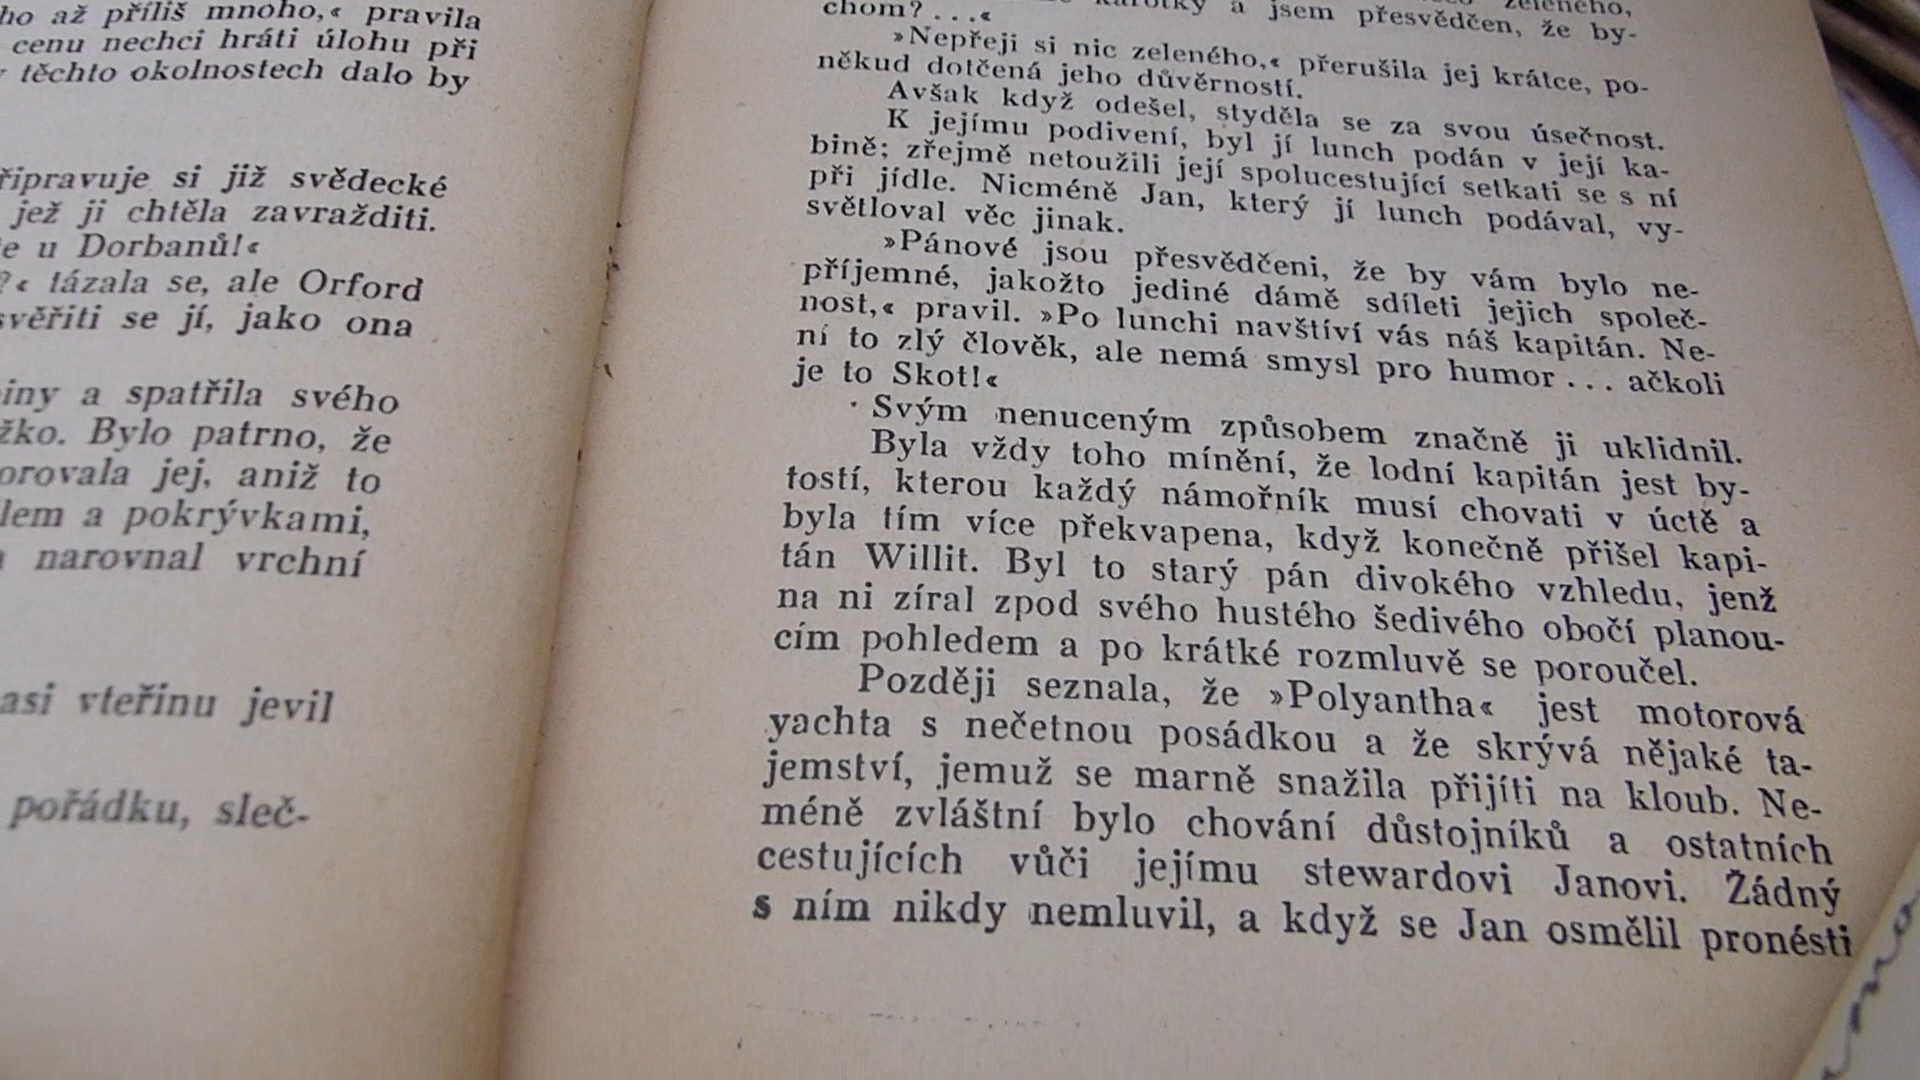 ho až příliš mnoho,« pravila
cenu nechci hráti úlohu při
těchto okolnostech dalo by
řipravuje si již svědecké
jež ji chtěla zavražditi.
e u Dorbanů!«
?« tázala se, ale Orford
svěřiti se jí, jako ona
iny a spatřila svého
žko. Bylo patrno, že
orovala jej, aniž to
lem a pokrývkami,
narovnal vrchní
asi vteřinu jevil
pořádku, sleč-
karotky a jsem přesvědčen, že by-
chom?...«
»Nepřeji si nic zeleného,« přerušila jej krátce, po-
někud dotčená jeho důvěrností.
Avšak když odešel, styděla se za svou úsečnost.
K jejímu podivení, byl jí lunch podán v její ka-
bině; zřejmě netoužili její spolucestující setkati se s ní
při jídle. Nicméně Jan, který jí lunch podával, vy-
světloval věc jinak.
»Pánové jsou přesvědčeni, že by vám bylo ne-
příjemné, jakožto jediné dámě sdíleti jejich společ-
nost,« pravil. »Po lunchi navštíví vás náš kapitán. Ne-
ní to zlý člověk, ale nemá smysl pro humor... ačkoli
je to Skot!«
Svým nenuceným způsobem značně ji uklidnil.
Byla vždy toho mínění, že lodní kapitán jest by-
tostí, kterou každý námořník musí chovati v úctě a
byla tím více překvapena, když konečně přišel kapi-
tán Willit. Byl to starý pán divokého vzhledu, jenž
na ni zíral zpod svého hustého šedivého obočí planou-
cím pohledem a po krátké rozmluvě se poroučel.
Později seznala, že »Polyantha« jest motorová
yachta s nečetnou posádkou a že skrývá nějaké ta-
jemství, jemuž se marně snažila přijíti na kloub. Ne-
méně zvláštní bylo chování důstojníků a ostatních
cestujících vůči jejímu stewardovi Janovi. Žádný
s ním nikdy nemluvil, a když se Jan osmělil pronésti